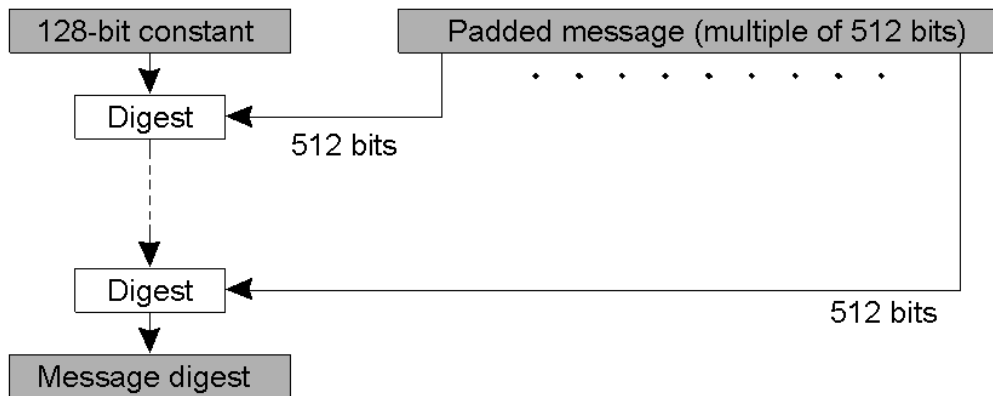 128-bit constant
Padded message (multiple of 512 bits)
Digest
512 bits
Digest
512 bits
Message digest